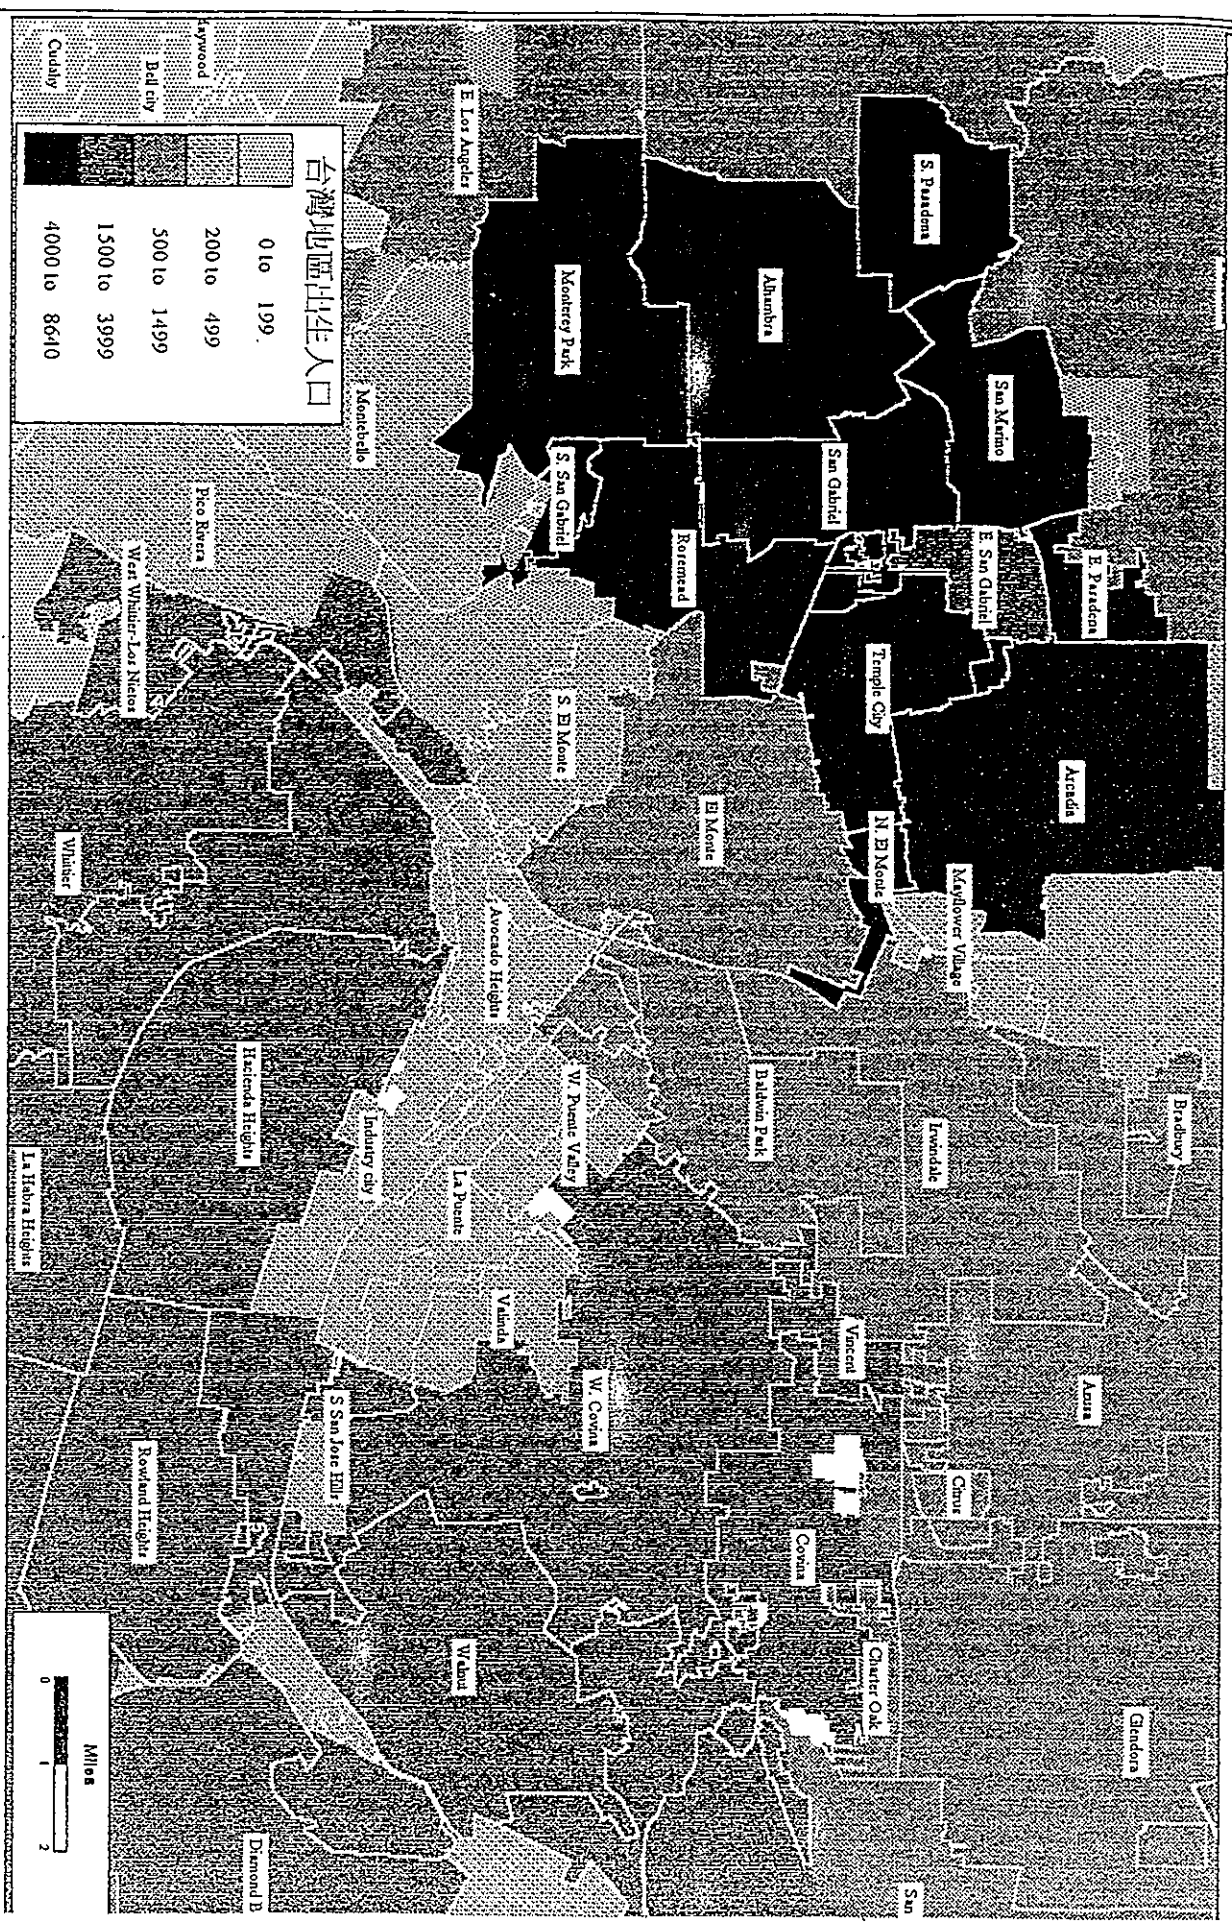 Bradbury
Azusa
Glendora
Irwindale
Citrus
San
Arcadia
Mayflower Village
E. Pasadena
San Marino
S. Pasadena
E. San Gabriel
Temple City
N. El Monte
Baldwin Park
Vincent
Covina
Charter Oak
Alhambra
San Gabriel
Rosemead
El Monte
Monterey Park
S. San Gabriel
S. El Monte
W. Puente Valley
W. Covina
Avocado Heights
La Puente
Valinda
Walnut
E Los Angeles
Montebello
Industry city
S San Jose Hills
Hacienda Heights
Diamond B
Pico Rivera
West Whittier-Los Nietos
Whittier
Rowland Heights
La Habra Heights
aywood
Bell city
Cudahy
台灣地區出生人口
0 to 199.
200 to 499
500 to 1499
1500 to 3999
4000 to 8640
Miles
0 1 2